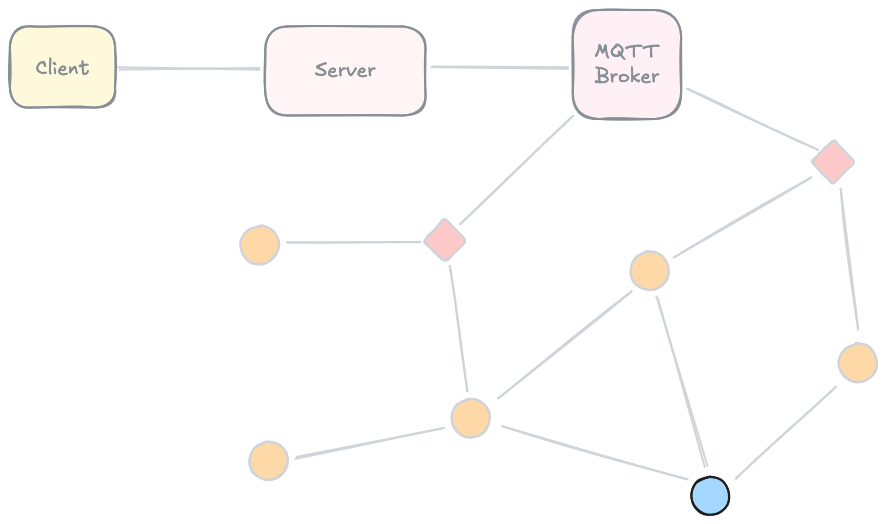 Client
Server
MQTT
Broker